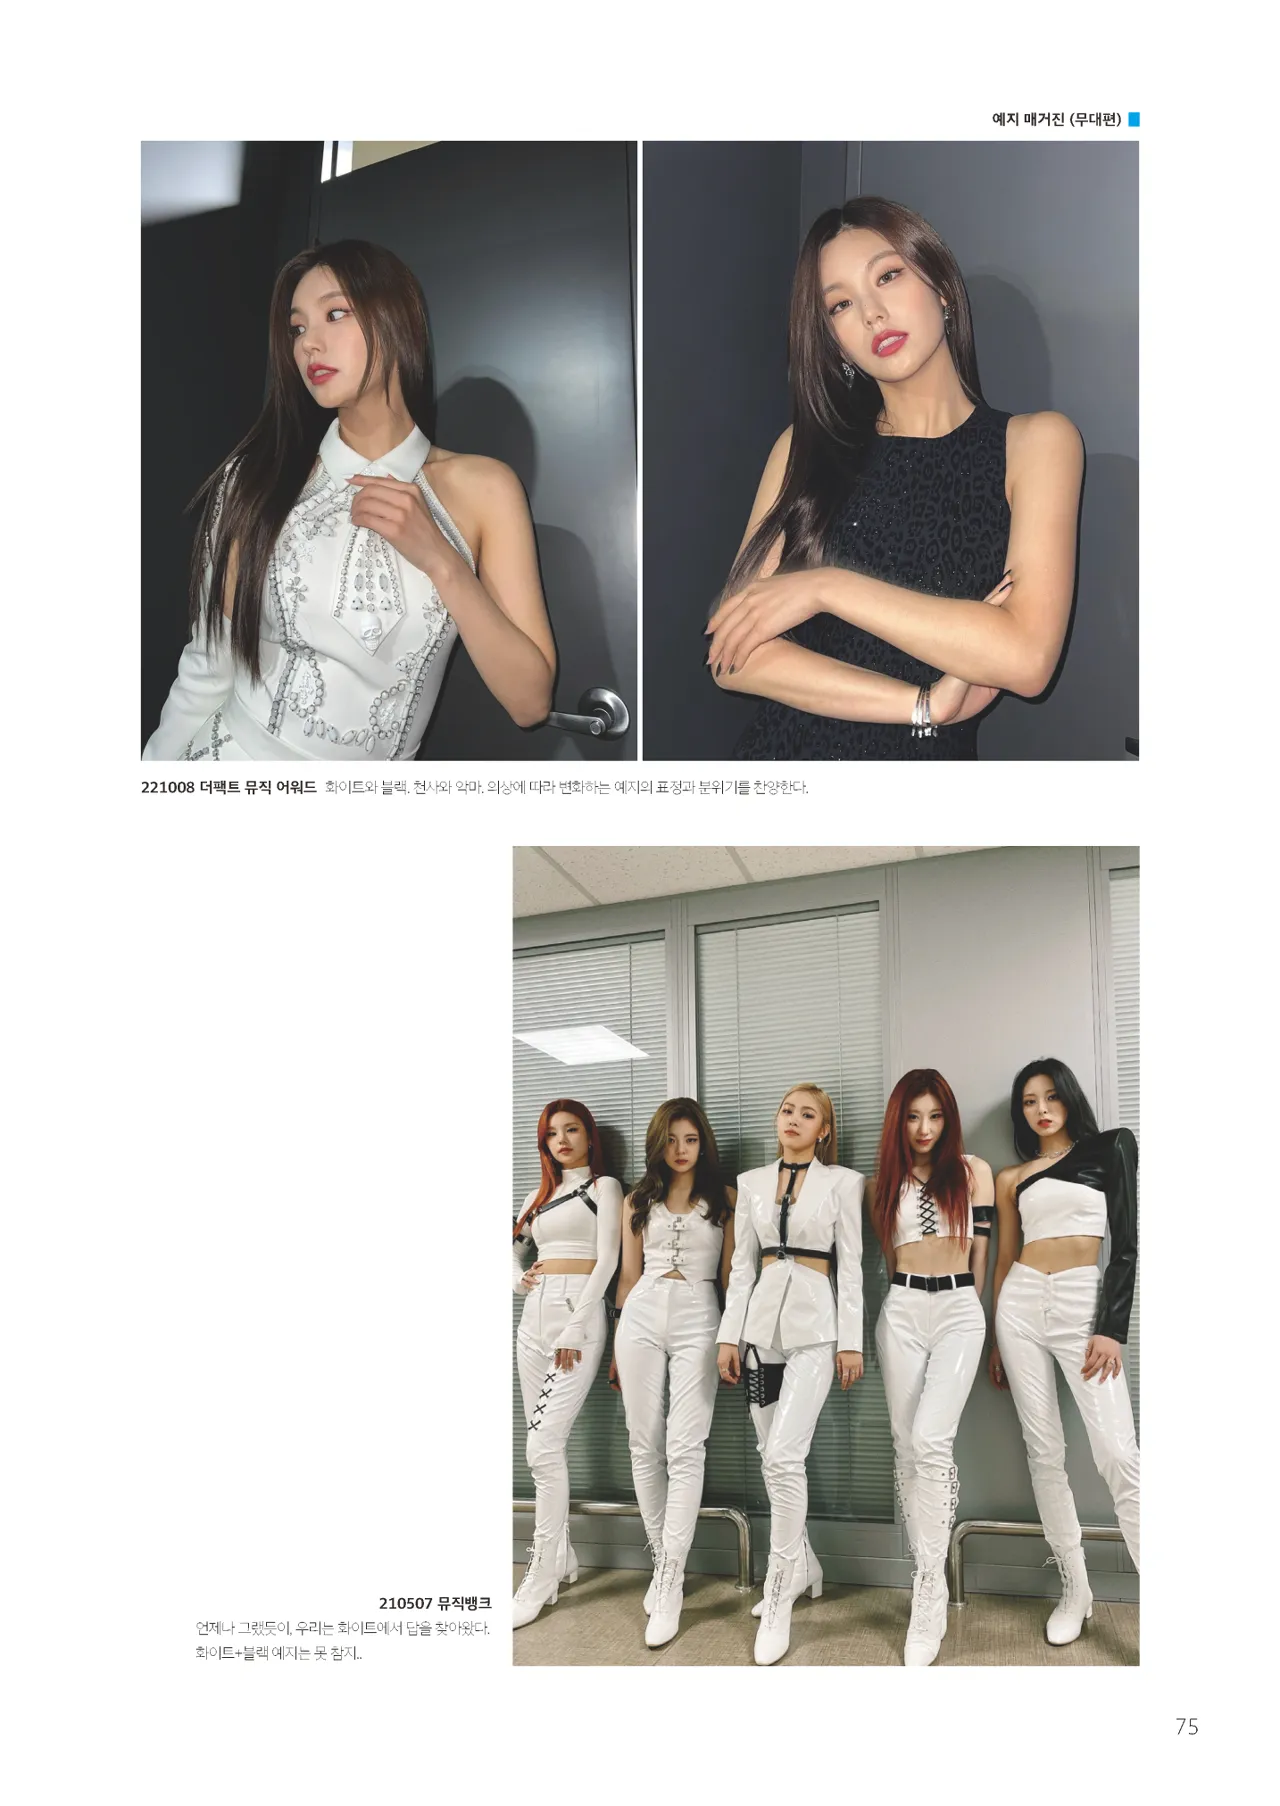 예지 매거진 (무대편)
221008 더팩트 뮤직 어워드 화이트와 블랙. 천사와 악마. 의상에 따라 변화하는 예지의 표정과 분위기를 찬양한다.
210507 뮤직뱅크
언제나 그랬듯이, 우리는 화이트에서 답을 찾아왔다.
화이트+블랙 예지는 못 참지..
75